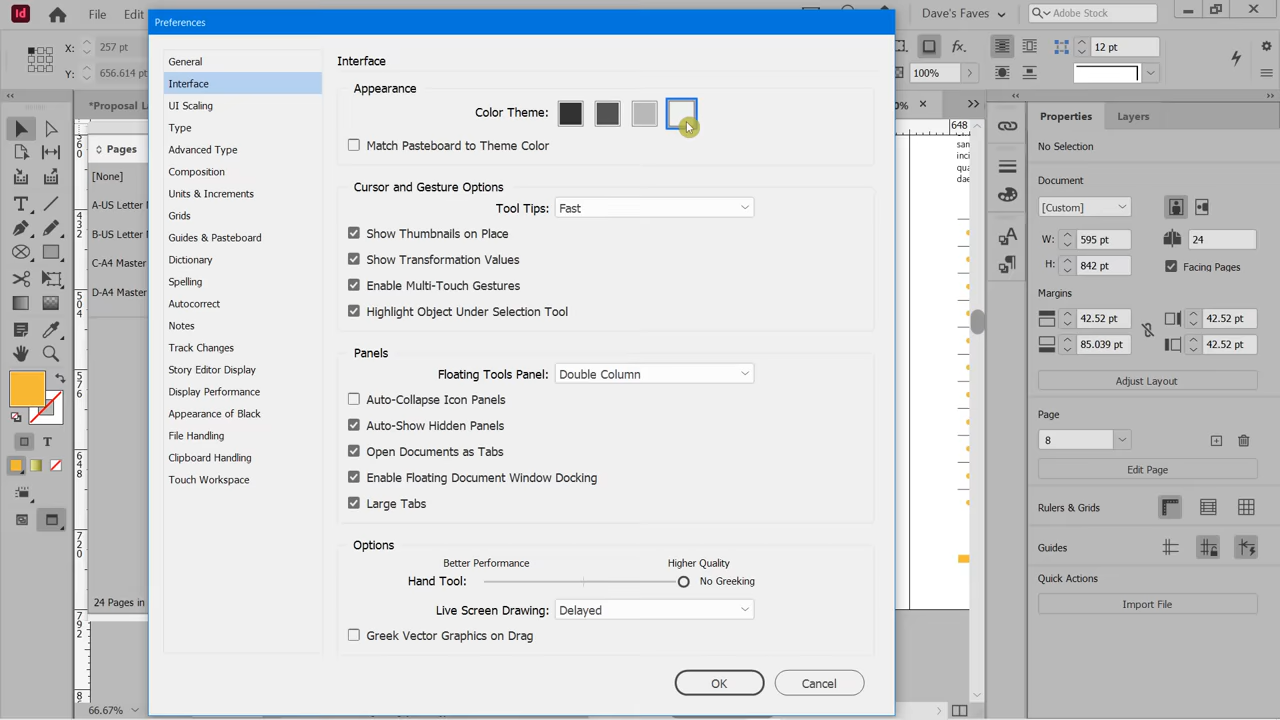 Id
Edit
Dave's Faves
Adobe Stock
X:
257 pt
Y:
656.614 pt
fx.
12 pt
100%
Preferences
General
Interface
UI Scaling
Type
Advanced Type
Composition
Units & Increments
Grids
Guides & Pasteboard
Dictionary
Spelling
Autocorrect
Notes
Track Changes
Story Editor Display
Display Performance
Appearance of Black
File Handling
Clipboard Handling
Touch Workspace
Interface
Appearance
Color Theme:
Match Pasteboard to Theme Color
Cursor and Gesture Options
Tool Tips:
Fast
Show Thumbnails on Place
Show Transformation Values
Enable Multi-Touch Gestures
Highlight Object Under Selection Tool
Panels
Floating Tools Panel:
Double Column
Auto-Collapse Icon Panels
Auto-Show Hidden Panels
Open Documents as Tabs
Enable Floating Document Window Docking
Large Tabs
Options
Better Performance
Higher Quality
Hand Tool:
No Greeking
Live Screen Drawing:
Delayed
Greek Vector Graphics on Drag
OK
Cancel
*Proposal L
Pages
[None]
A-US Letter M
B-US Letter M
C-A4 Master
D-A4 Master
24 Pages in
66.67%
432
504
576
648
720
792
0%
648
Properties
Layers
No Selection
Document
[Custom]
W:
595 pt
24
H:
842 pt
Facing Pages
Margins
42.52 pt
42.52 pt
85.039 pt
42.52 pt
Adjust Layout
Page
8
Edit Page
Rulers & Grids
Guides
Quick Actions
Import File